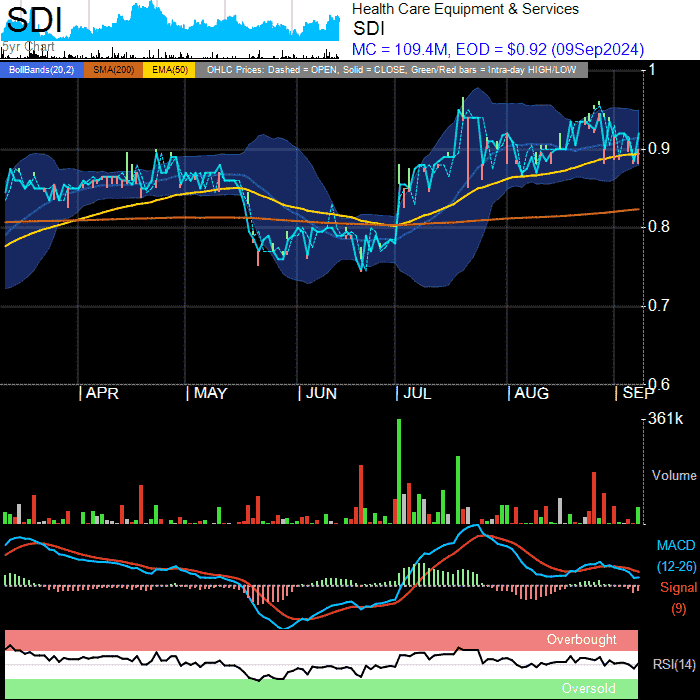 SDI
5yr Chart
Health Care Equipment & Services
SDI
MC = 109.4M, EOD = $0.92 (09Sep2024)
BollBands(20,2) SMA(200) EMA(50) OHLC Prices: Dashed = OPEN, Solid = CLOSE, Green/Red bars = Intra-day HIGH/LOW
1
0.9
0.8
0.7
0.6
APR MAY JUN JUL AUG SEP
361k
Volume
MACD
(12-26)
Signal
(9)
Overbought
RSI(14)
Oversold